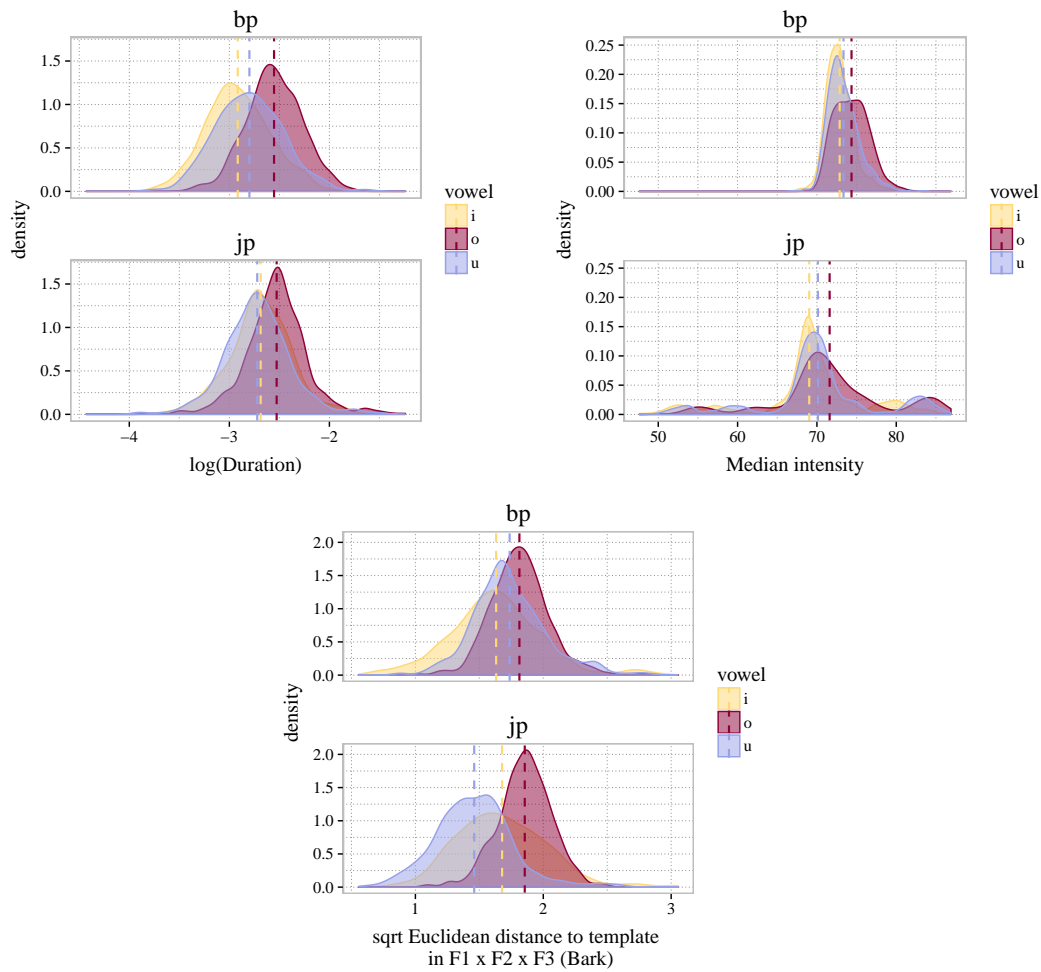 bp
1.5
1.0
0.5
0.0
jp
1.5
1.0
0.5
0.0
−4
−3
−2
log(Duration)
density
vowel
i
o
u
bp
0.25
0.20
0.15
0.10
0.05
0.00
jp
0.25
0.20
0.15
0.10
0.05
0.00
50
60
70
80
Median intensity
density
vowel
i
o
u
bp
2.0
1.5
1.0
0.5
0.0
jp
2.0
1.5
1.0
0.5
0.0
1
2
3
sqrt Euclidean distance to template
in F1 x F2 x F3 (Bark)
density
vowel
i
o
u